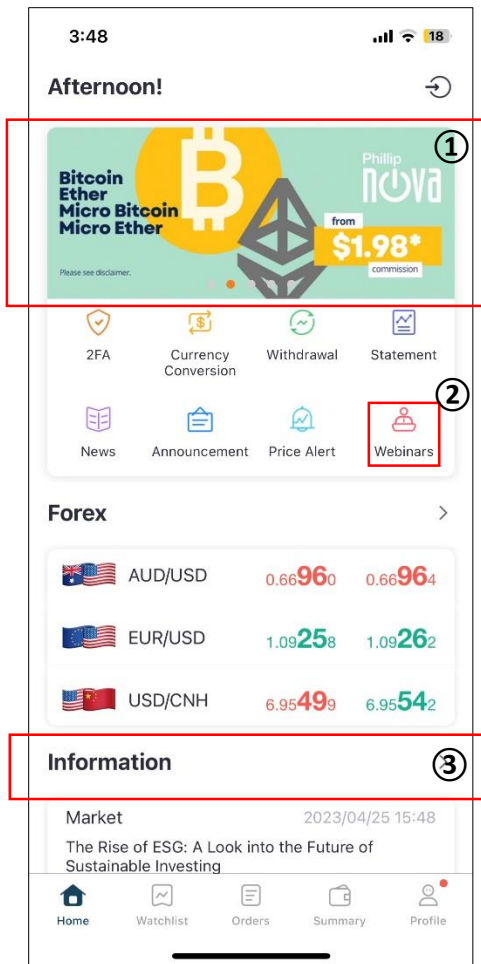 3:48 18
Afternoon!
①
Bitcoin
Ether
Micro Bitcoin
Micro Ether
Phillip
nova
from
$1.98*
commission
Please see disclaimer.
2FA Currency Conversion Withdrawal Statement
②
News Announcement Price Alert Webinars
Forex
AUD/USD 0.66960 0.66964
EUR/USD 1.09258 1.09262
USD/CNH 6.95499 6.95542
Information
③
Market 2023/04/25 15:48
The Rise of ESG: A Look into the Future of
Sustainable Investing
Home Watchlist Orders Summary Profile